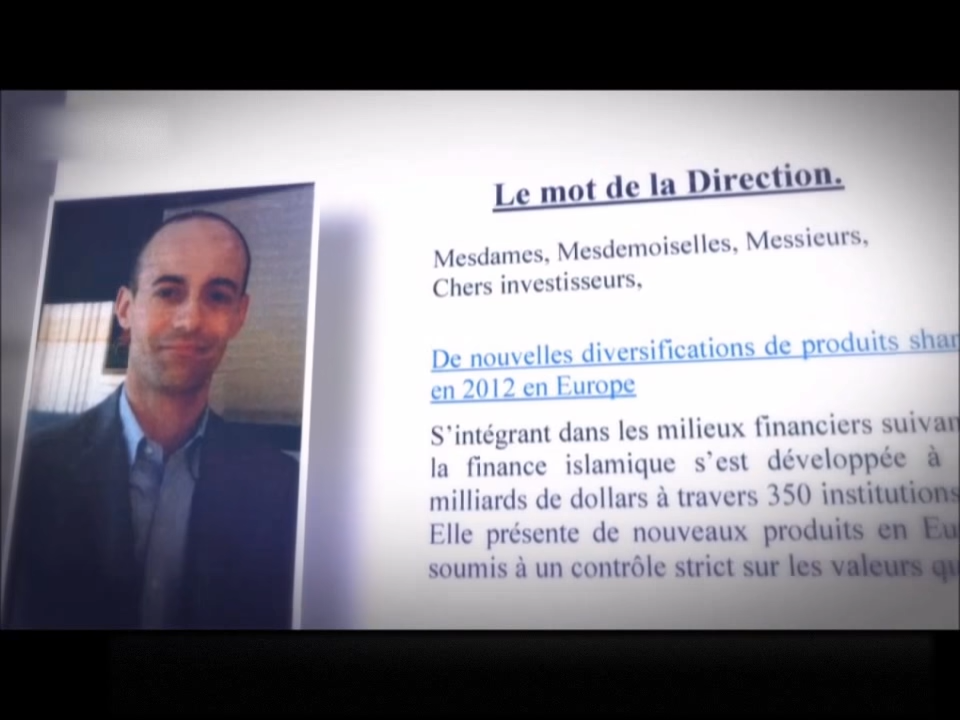 Le mot de la Direction.
Mesdames, Mesdemoiselles, Messieurs,
Chers investisseurs,
De nouvelles diversifications de produits
en 2012 en Europe
S’intégrant dans les milieux financiers
la finance islamique s’est développée à
milliards de dollars à travers 350 institutions
Elle présente de nouveaux produits en
soumis à un contrôle strict sur les valeurs